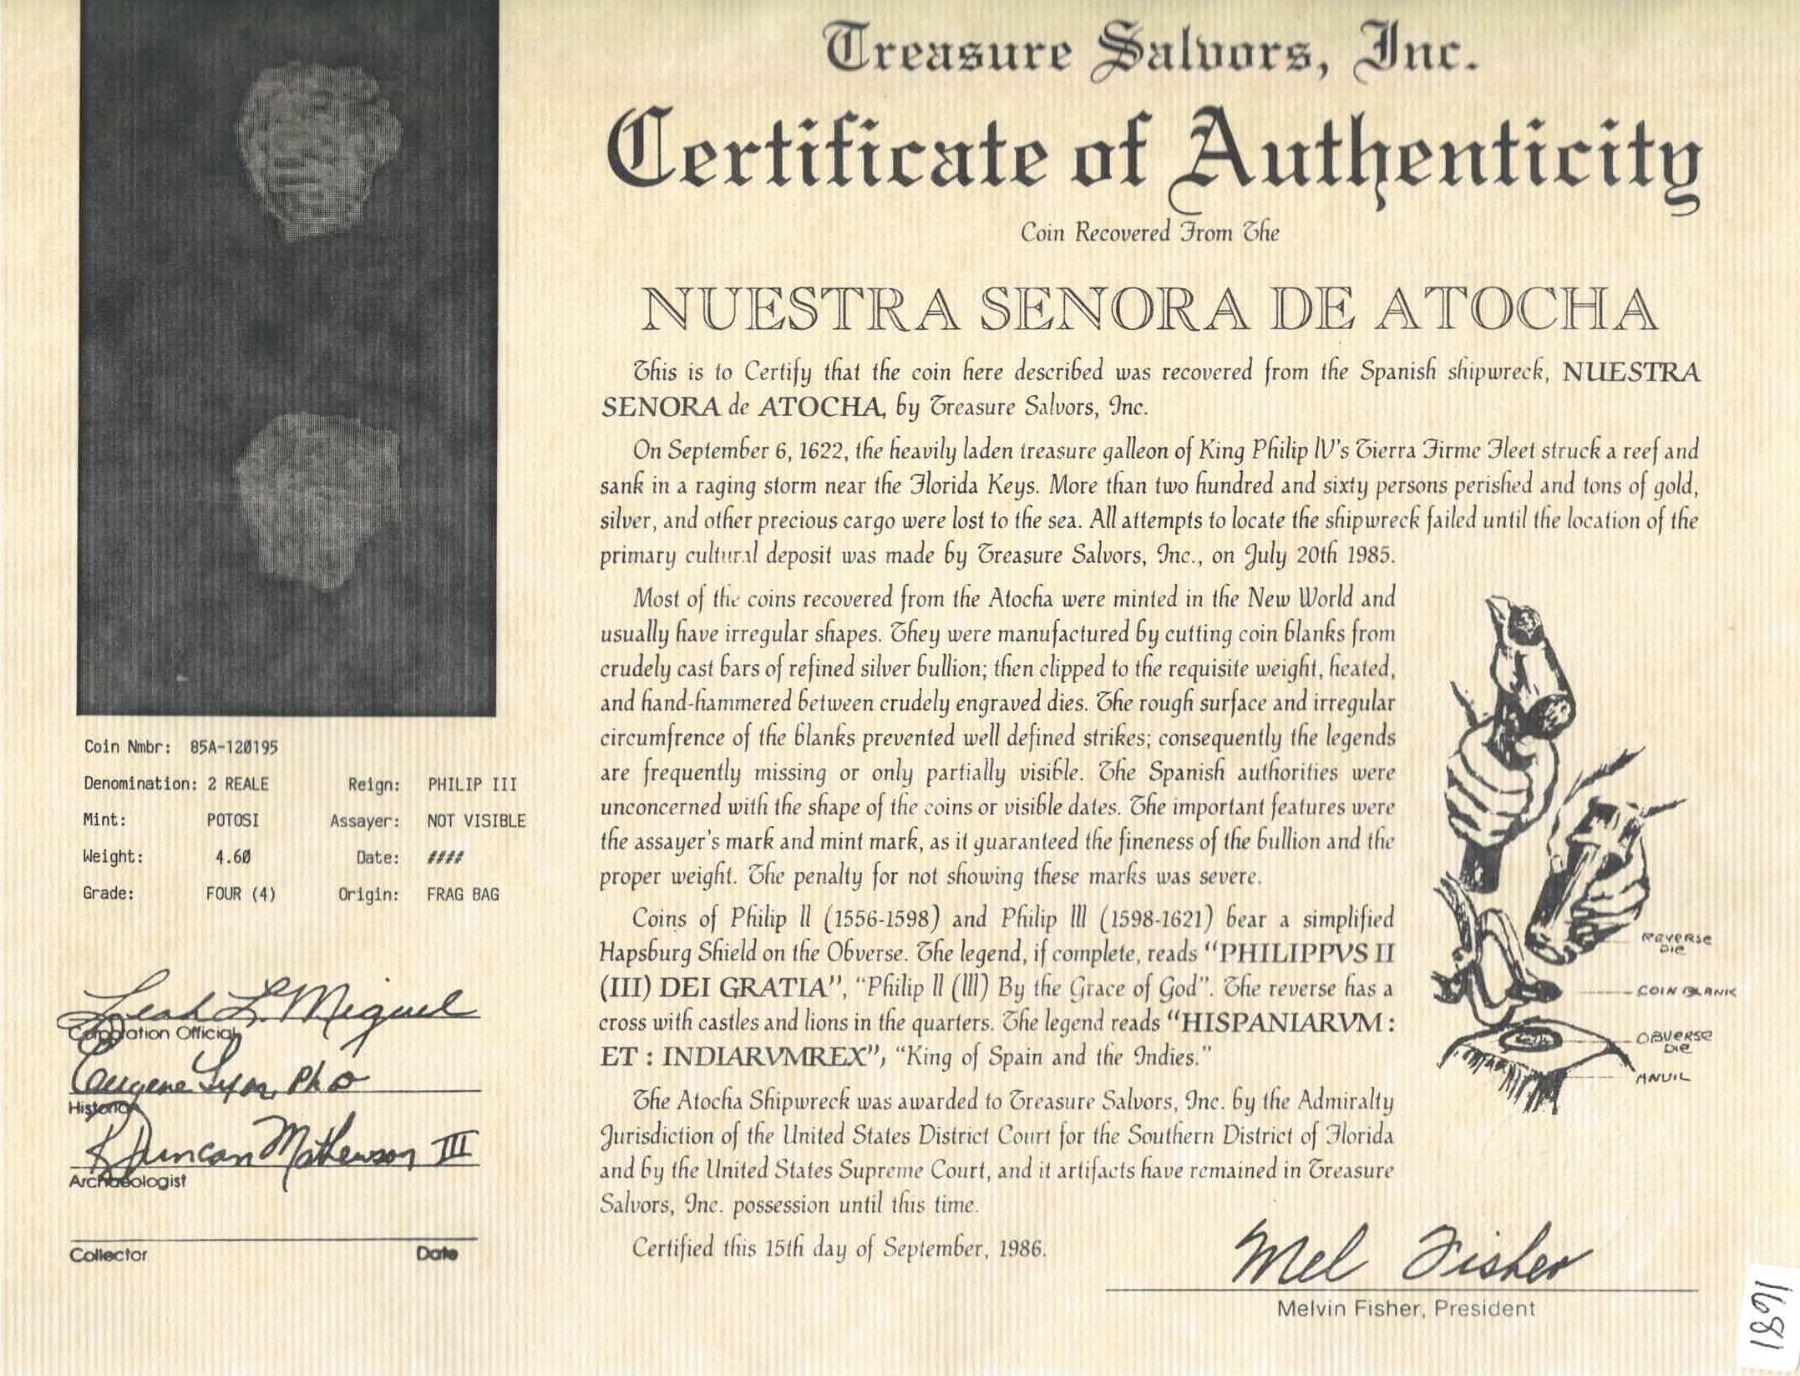 Treasure Salvors, Inc.
Certificate of Authenticity
Coin Recovered From The
NUESTRA SENORA DE ATOCHA
This is to Certify that the coin here described was recovered from the Spanish shipwreck, NUESTRA
SENORA de ATOCHA, by Treasure Salvors, Inc.
On September 6, 1622, the heavily laden treasure galleon of King Philip IV's Tierra Firme Fleet struck a reef and
sank in a raging storm near the Florida Keys. More than two hundred and sixty persons perished and tons of gold,
silver, and other precious cargo were lost to the sea. All attempts to locate the shipwreck failed until the location of the
primary cultural deposit was made by Treasure Salvors, Inc., on July 20th 1985.
Most of the coins recovered from the Atocha were minted in the New World and
usually have irregular shapes. They were manufactured by cutting coin blanks from
crudely cast bars of refined silver bullion; then clipped to the requisite weight, heated,
and hand-hammered between crudely engraved dies. The rough surface and irregular
circumfrence of the blanks prevented well defined strikes; consequently the legends
are frequently missing or only partially visible. The Spanish authorities were
unconcerned with the shape of the coins or visible dates. The important features were
the assayer's mark and mint mark, as it guaranteed the fineness of the bullion and the
proper weight. The penalty for not showing these marks was severe.
Coins of Philip II (1556-1598) and Philip III (1598-1621) bear a simplified
Hapsburg Shield on the Obverse. The legend, if complete, reads "PHILIPPVS II
(III) DEI GRATIA", "Philip II (III) By the Grace of God". The reverse has a
cross with castles and lions in the quarters. The legend reads "HISPANIARVM :
ET : INDIARVMREX", "King of Spain and the Indies."
The Atocha Shipwreck was awarded to Treasure Salvors, Inc. by the Admiralty
Jurisdiction of the United States District Court for the Southern District of Florida
and by the United States Supreme Court, and it artifacts have remained in Treasure
Salvors, Inc. possession until this time.
Certified this 15th day of September, 1986.
Mel Fisher
Melvin Fisher, President
REVERSE
DIE
COIN BLANK
OBVERSE
DIE
ANVIL
Coin Nmbr: 85A-120195
Denomination: 2 REALE Reign: PHILIP III
Mint: POTOSI Assayer: NOT VISIBLE
Weight: 4.60 Date: ####
Grade: FOUR (4) Origin: FRAG BAG
Leah L. Miguel
Corporation Official
Eugene Lyon, PhD
Historian
R Duncan Mathewson III
Archaeologist
Collector Date
1681